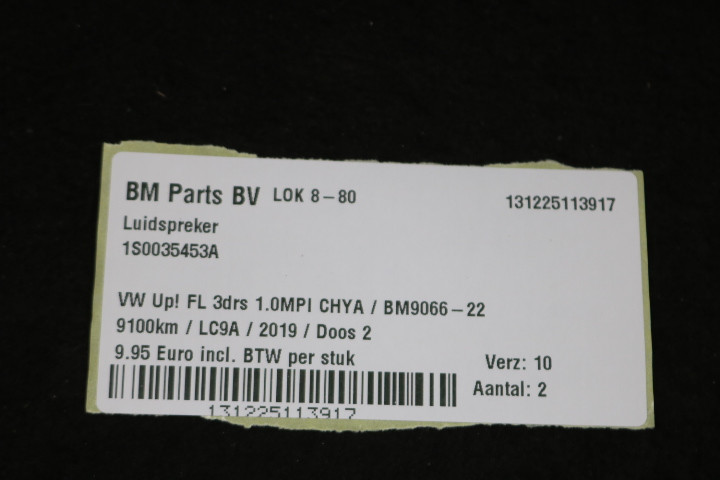 BM Parts BV LOK 8-80 131225113917
Luidspreker
1S0035453A
VW Up! FL 3drs 1.0MPI CHYA / BM9066-22
9100km / LC9A / 2019 / Doos 2
9.95 Euro incl. BTW per stuk Verz: 10
Aantal: 2
131225113917